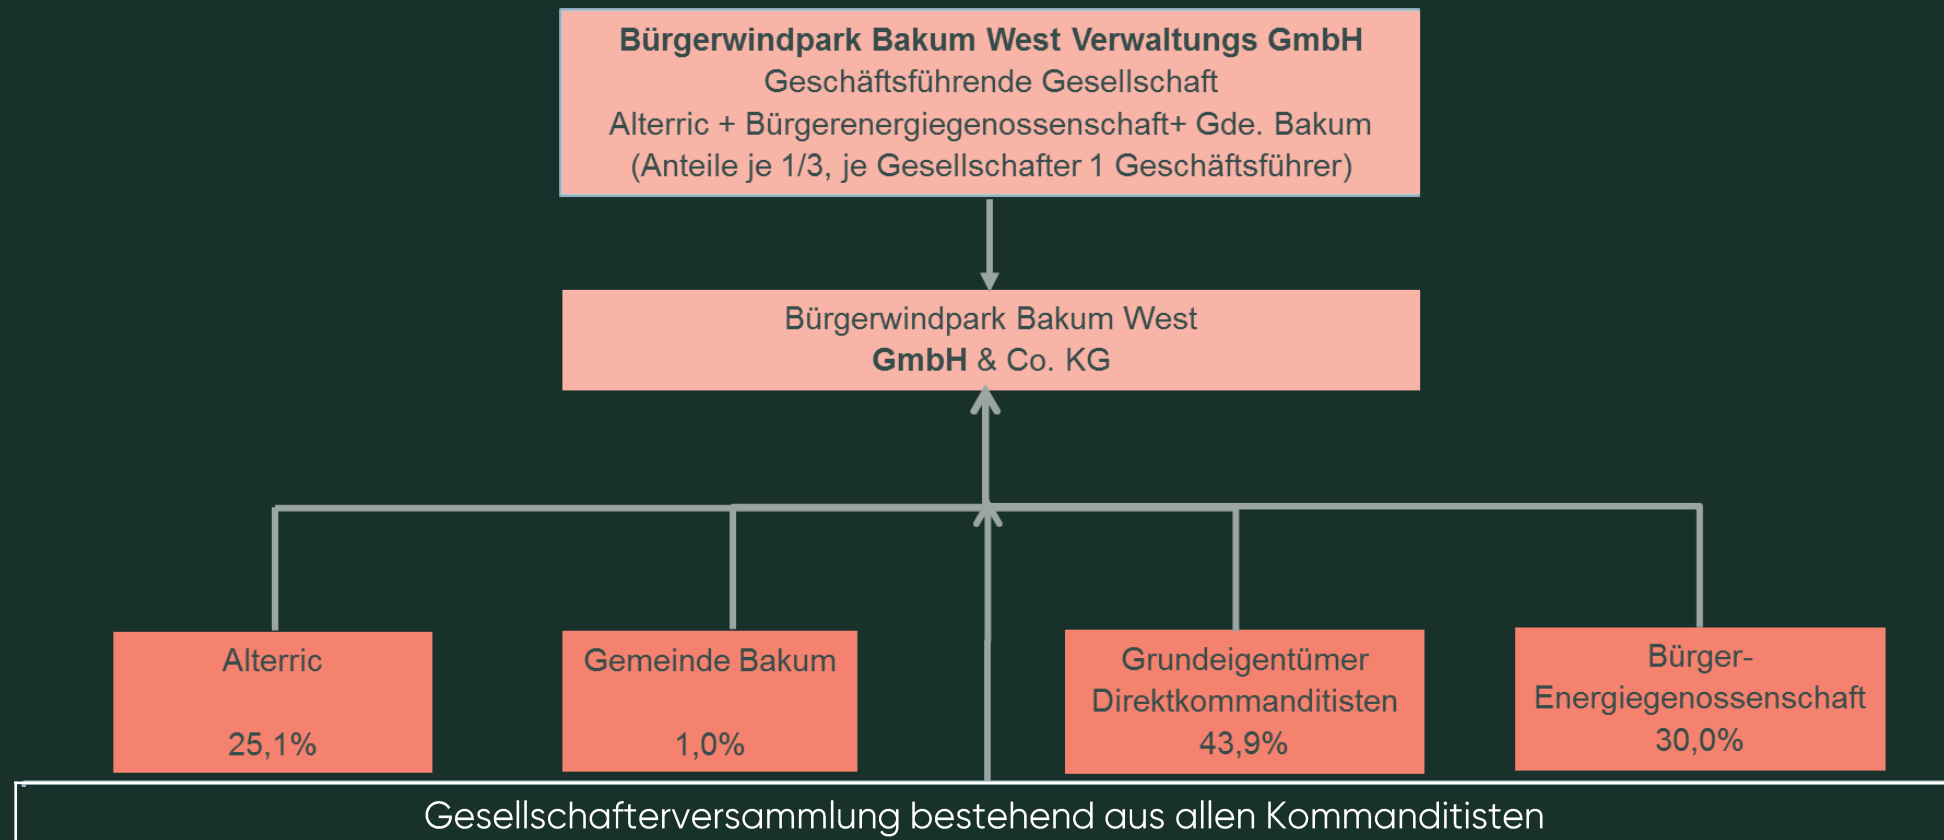 Bürgerwindpark Bakum West Verwaltungs GmbH
Geschäftsführende Gesellschaft
Alterric + Bürgerenergiegenossenschaft+ Gde. Bakum
(Anteile je 1/3, je Gesellschafter 1 Geschäftsführer)
Bürgerwindpark Bakum West
GmbH & Co. KG
Alterric
25,1%
Gemeinde Bakum
1,0%
Grundeigentümer
Direktkommanditisten
43,9%
Bürger-
Energiegenossenschaft
30,0%
Gesellschafterversammlung bestehend aus allen Kommanditisten